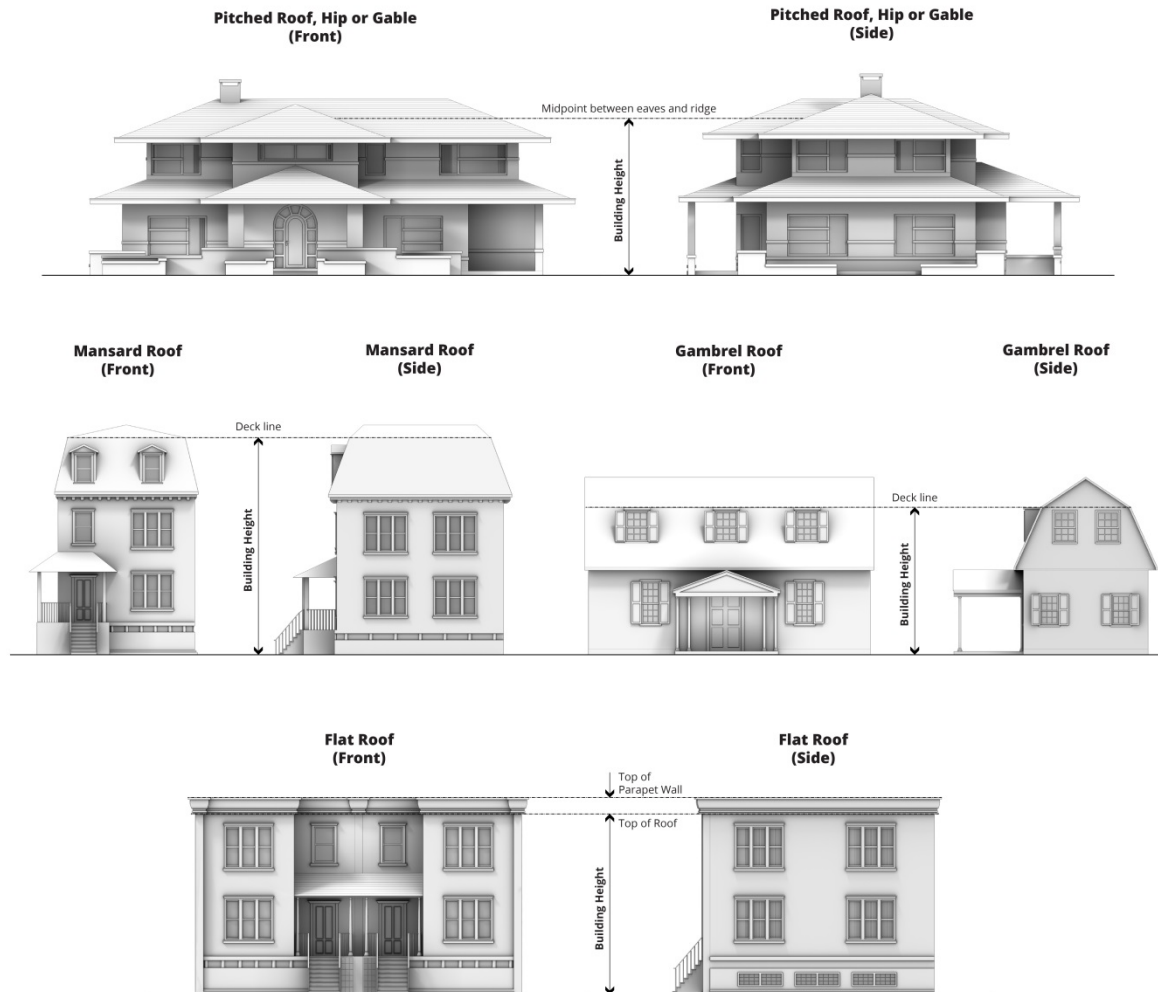 Pitched Roof, Hip or Gable
(Front)
Pitched Roof, Hip or Gable
(Side)
Midpoint between eaves and ridge
Building Height
Mansard Roof
(Front)
Mansard Roof
(Side)
Gambrel Roof
(Front)
Gambrel Roof
(Side)
Deck line
Building Height
Deck line
Building Height
Flat Roof
(Front)
Flat Roof
(Side)
Top of
Parapet Wall
Top of Roof
Building Height